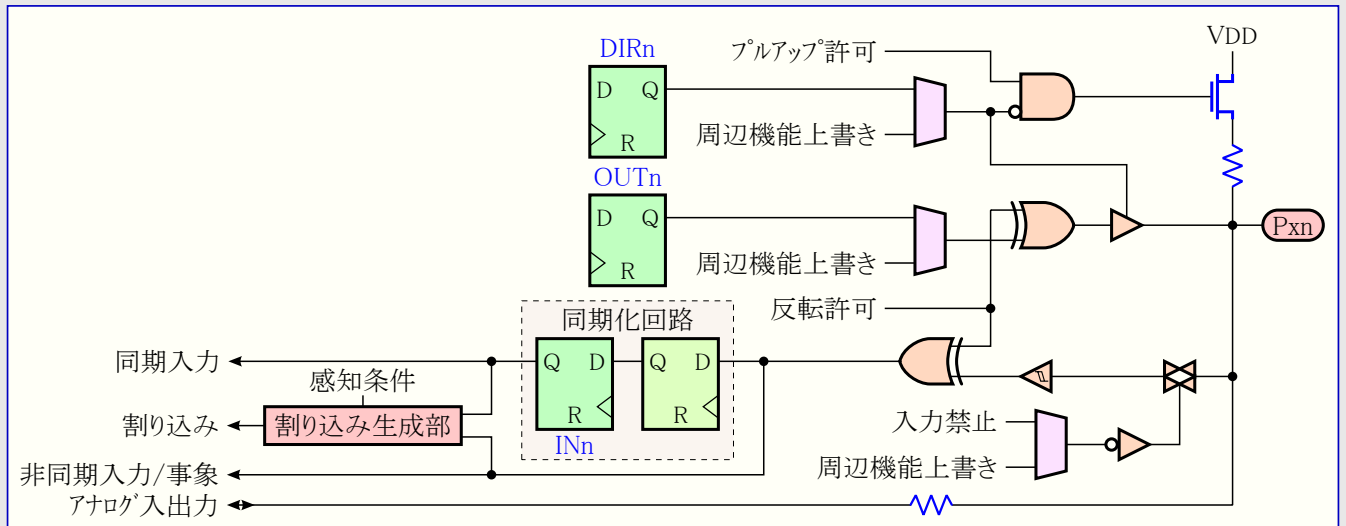 DIRn
プルアップ許可
VDD
D Q
周辺機能上書き
R
OUTn
D Q
Pxn
周辺機能上書き
R
反転許可
同期化回路
同期入力
Q D Q D
感知条件
入力禁止
割り込み
割り込み生成部
R R
INn
周辺機能上書き
非同期入力/事象
アナログ入出力